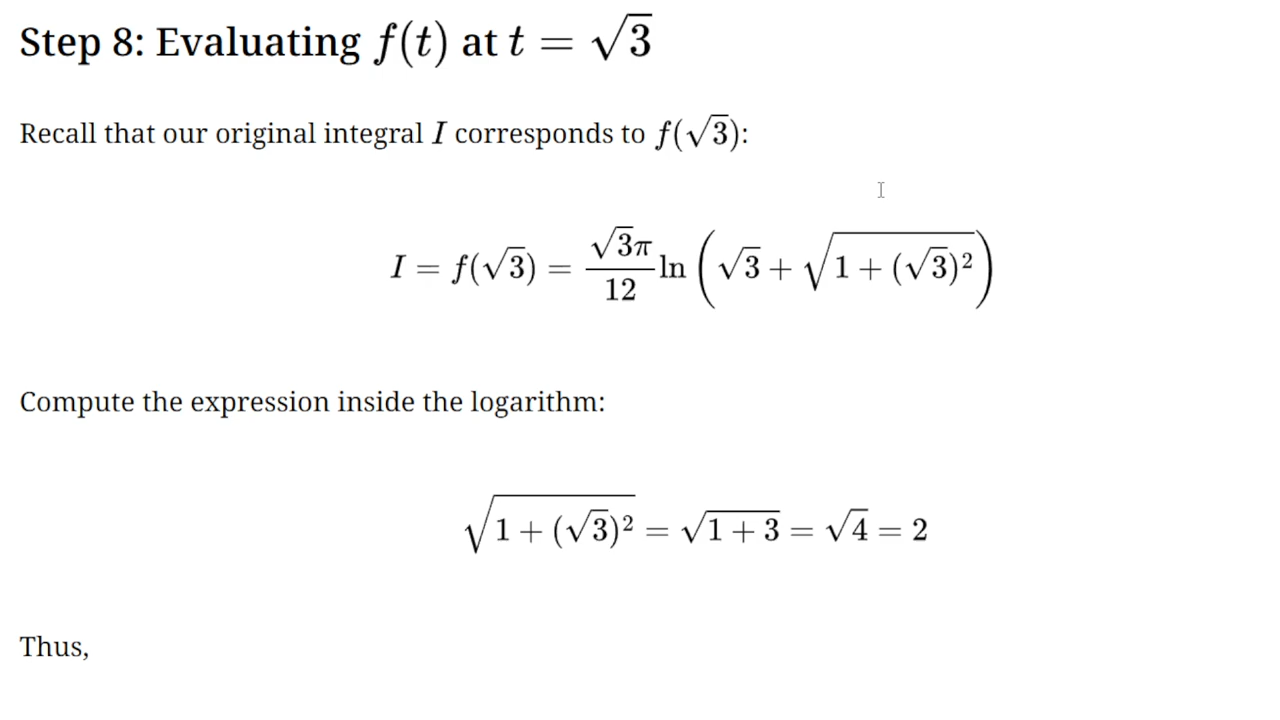 Step 8: Evaluating f(t) at t = √3
Recall that our original integral I corresponds to f(√3):
I = f(√3) = √3π/12 ln(√3 + √(1 + (√3)²))
Compute the expression inside the logarithm:
√(1 + (√3)²) = √(1 + 3) = √4 = 2
Thus,